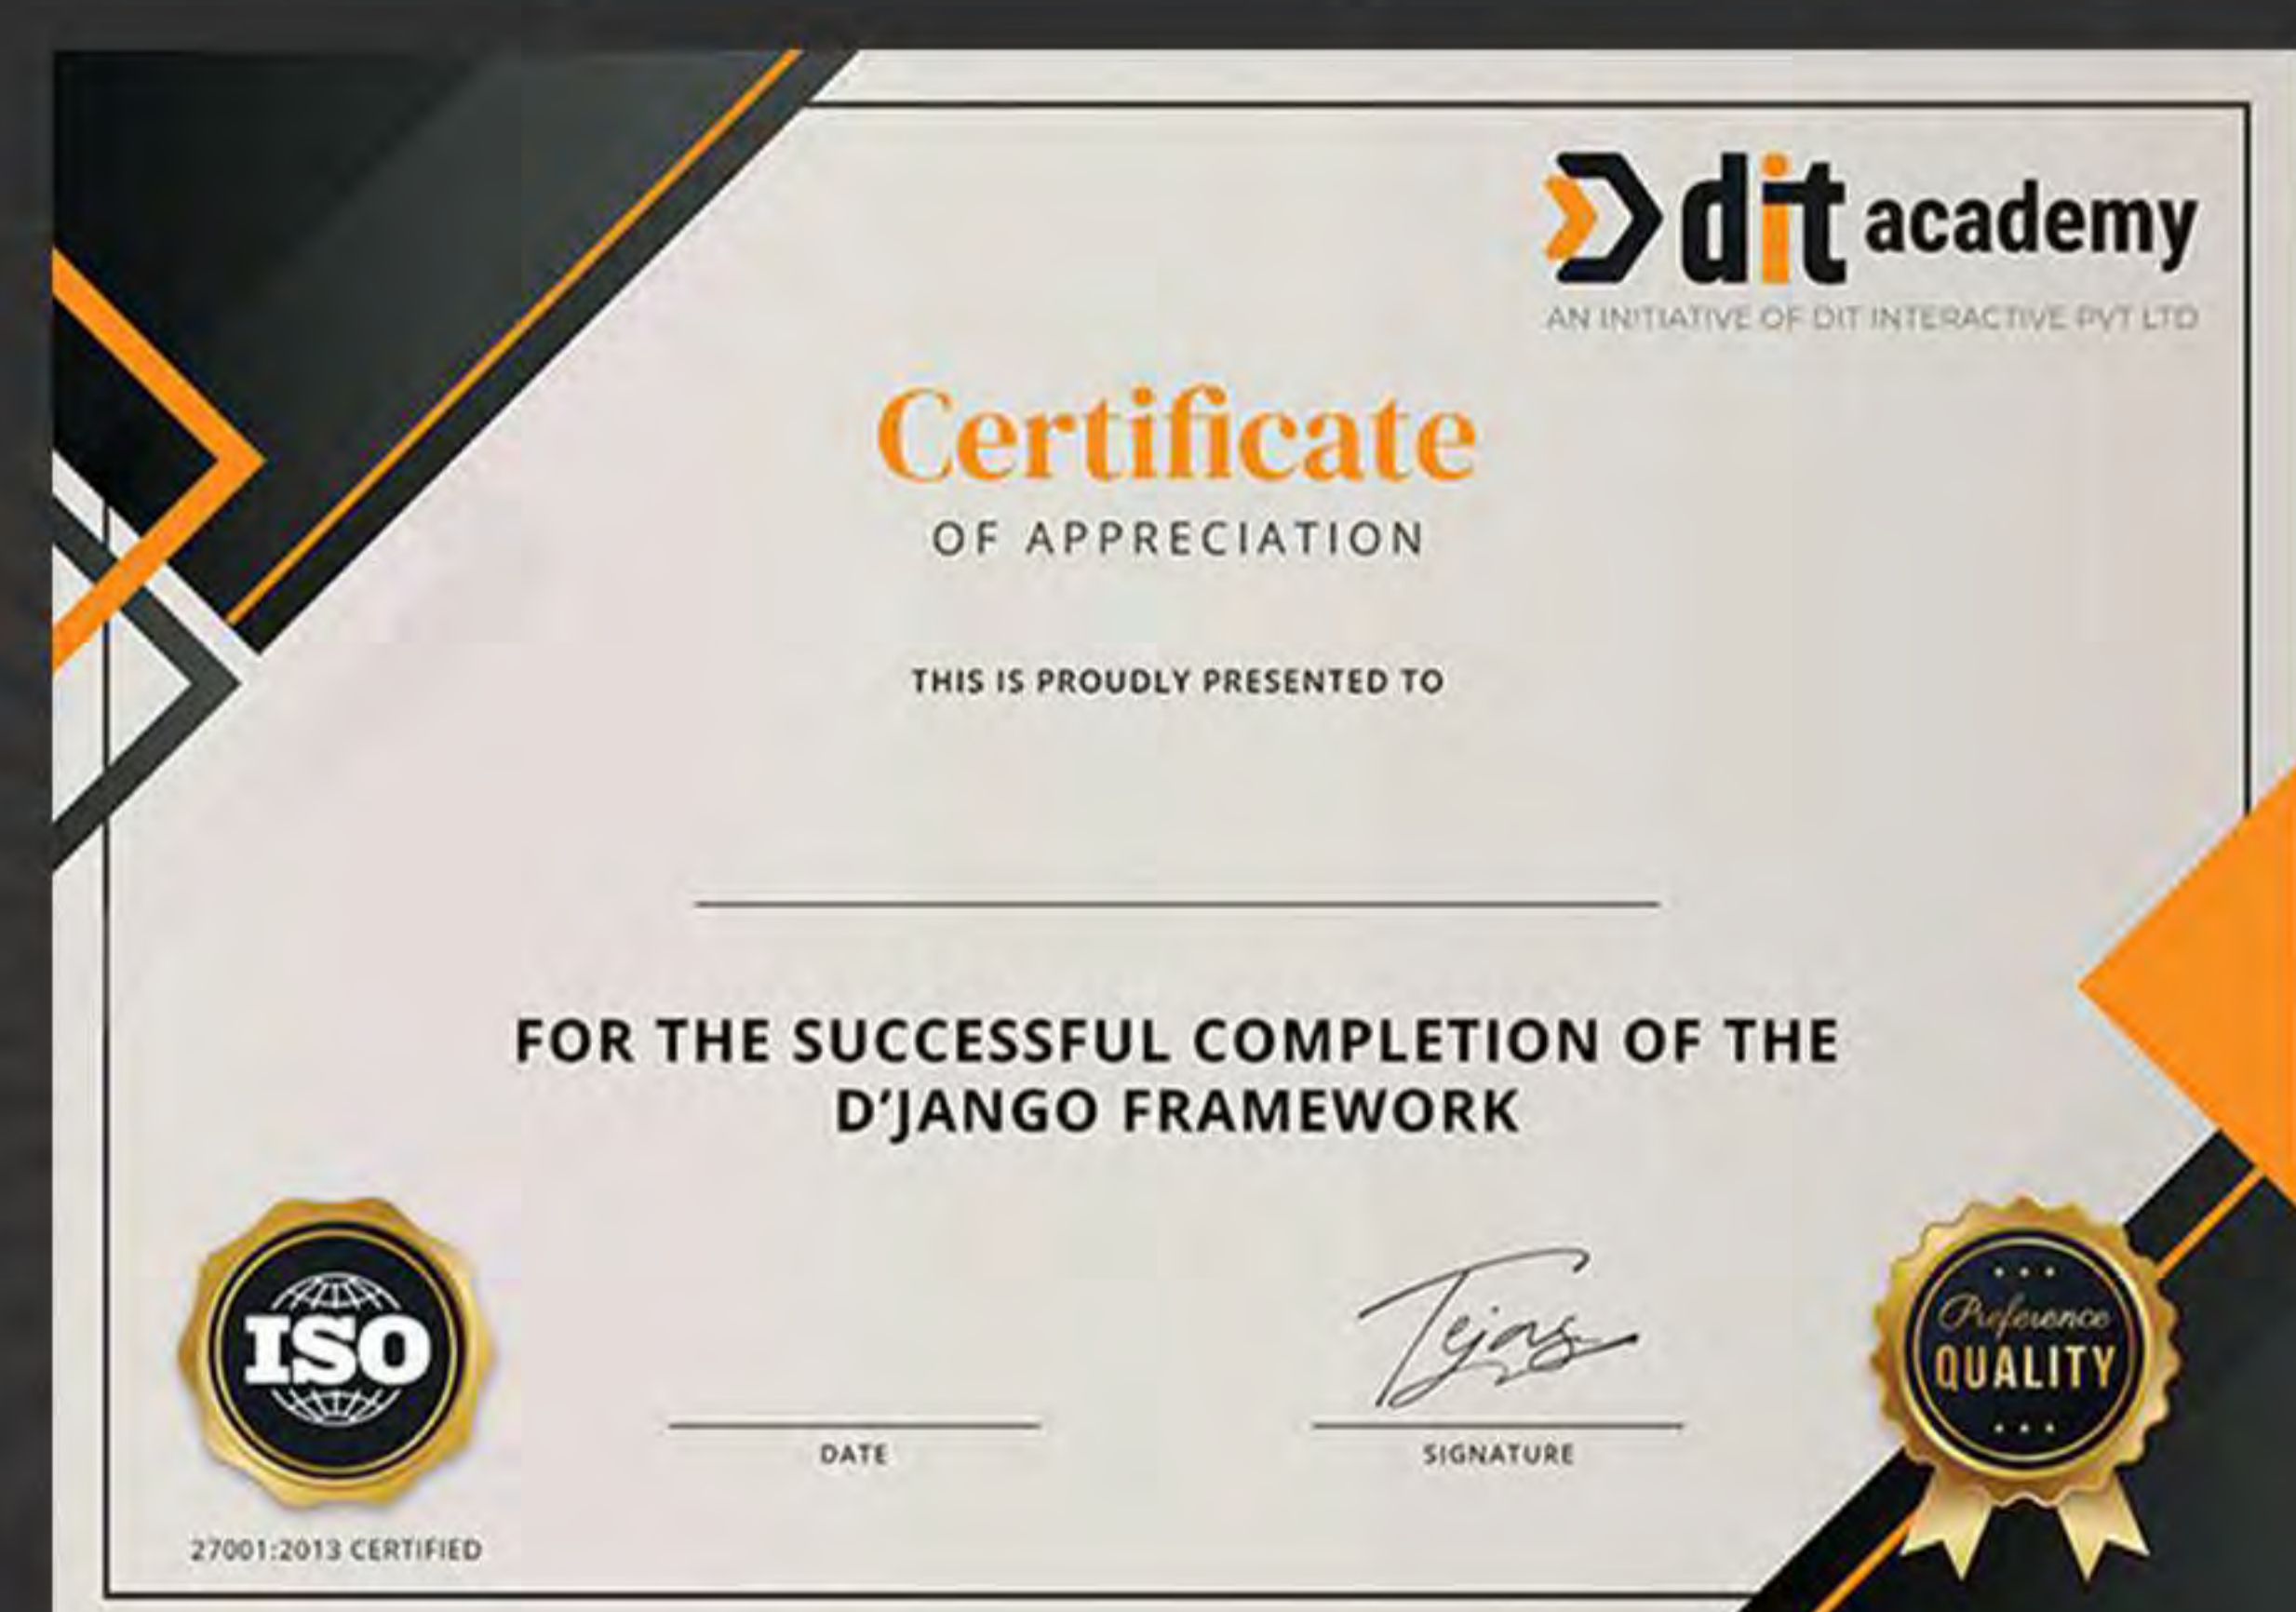 dit academy
AN INITIATIVE OF DIT INTERACTIVE PVT LTD
Certificate
OF APPRECIATION
THIS IS PROUDLY PRESENTED TO
FOR THE SUCCESSFUL COMPLETION OF THE
D’JANGO FRAMEWORK
ISO
27001:2013 CERTIFIED
DATE
Tejas
SIGNATURE
Preference
QUALITY